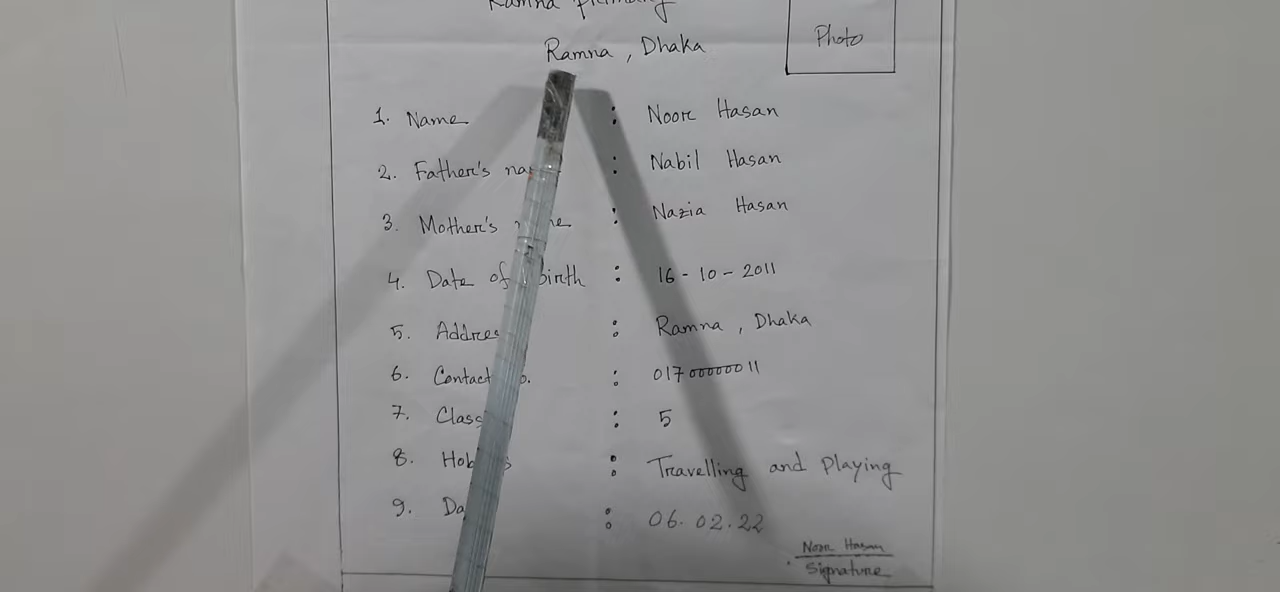 Ramna
Ramna, Dhaka
Photo
1. Name : Noor Hasan
2. Father's : Nabil Hasan
3. Mother's : Nazia Hasan
4. Date of birth : 16-10-2011
5. Address : Ramna, Dhaka
6. Contact : 01700000011
7. Class : 5
8. : Travelling and Playing
9. : 06.02.22
Noor Hasan
Signature